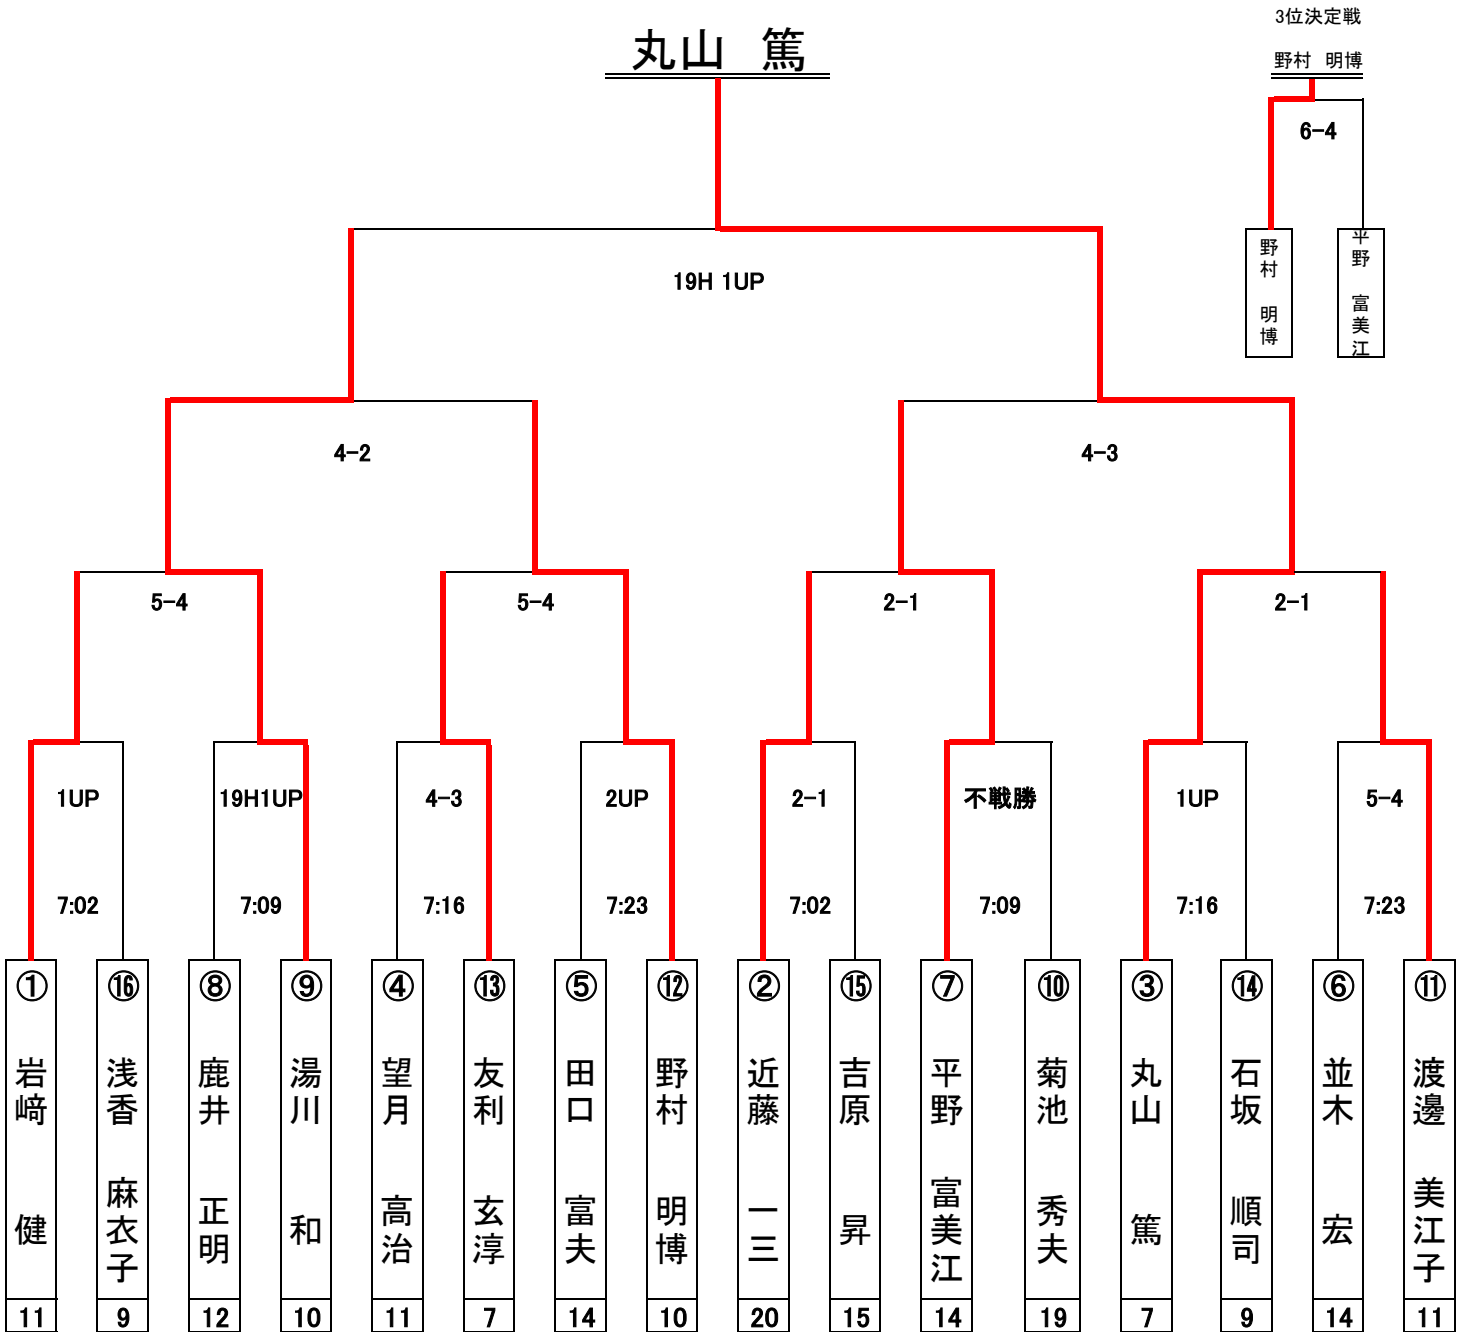 3位決定戦
丸山　篤
野村　明博
6-4
野村　明博
平野　富美江
19H 1UP
4-2
4-3
5-4
5-4
2-1
2-1
1UP
19H1UP
4-3
2UP
2-1
不戦勝
1UP
5-4
7:02
7:09
7:16
7:23
7:02
7:09
7:16
7:23
① 岩﨑　健 11
⑯ 浅香　麻衣子 9
⑧ 鹿井　正明 12
⑨ 湯川　和 10
④ 望月　高治 11
⑬ 友利　玄淳 7
⑤ 田口　富夫 14
⑫ 野村　明博 10
② 近藤　一三 20
⑮ 吉原　昇 15
⑦ 平野　富美江 14
⑩ 菊池　秀夫 19
③ 丸山　篤 7
⑭ 石坂　順司 9
⑥ 並木　宏 14
⑪ 渡邊　美江子 11